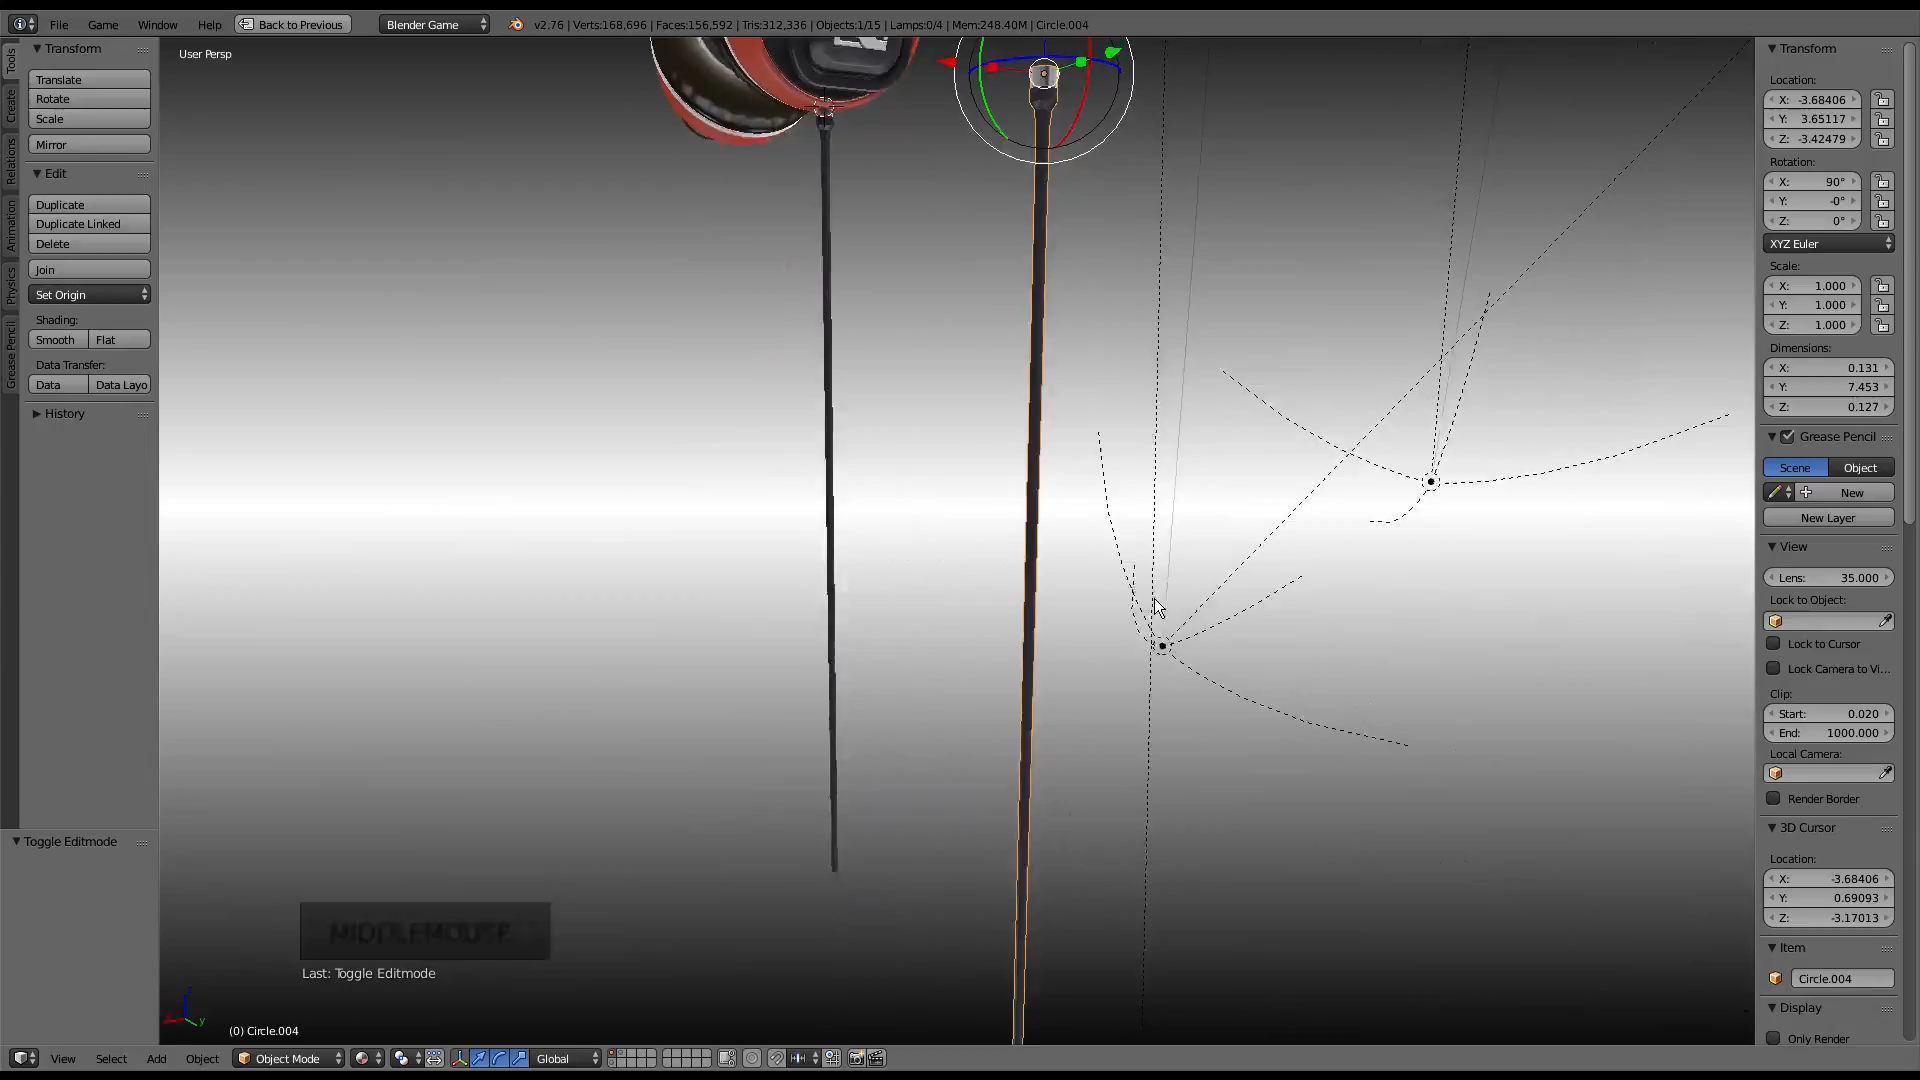 File Game Window Help Back to Previous Blender Game v2.76 | Verts:168,696 | Faces:156,592 | Tris:312,336 | Objects:1/15 | Lamps:0/4 | Mem:248.40M | Circle.004
Tools
Create
Relations
Animation
Physics
Grease Pencil
Transform
Translate
Rotate
Scale
Mirror
Edit
Duplicate
Duplicate Linked
Delete
Join
Set Origin
Shading:
Smooth Flat
Data Transfer:
Data Data Layo
History
Toggle Editmode
User Persp
MIDDLEMOUSE
Last: Toggle Editmode
z
y
(0) Circle.004
Transform
Location:
X: -3.68406
Y: 3.65117
Z: -3.42479
Rotation:
X: 90°
Y: -0°
Z: 0°
XYZ Euler
Scale:
X: 1.000
Y: 1.000
Z: 1.000
Dimensions:
X: 0.131
Y: 7.453
Z: 0.127
Grease Pencil
Scene Object
New
New Layer
View
Lens: 35.000
Lock to Object:
Lock to Cursor
Lock Camera to Vi...
Clip:
Start: 0.020
End: 1000.000
Local Camera:
Render Border
3D Cursor
Location:
X: -3.68406
Y: 0.69093
Z: -3.17013
Item
Circle.004
Display
Only Render
View Select Add Object Object Mode Global